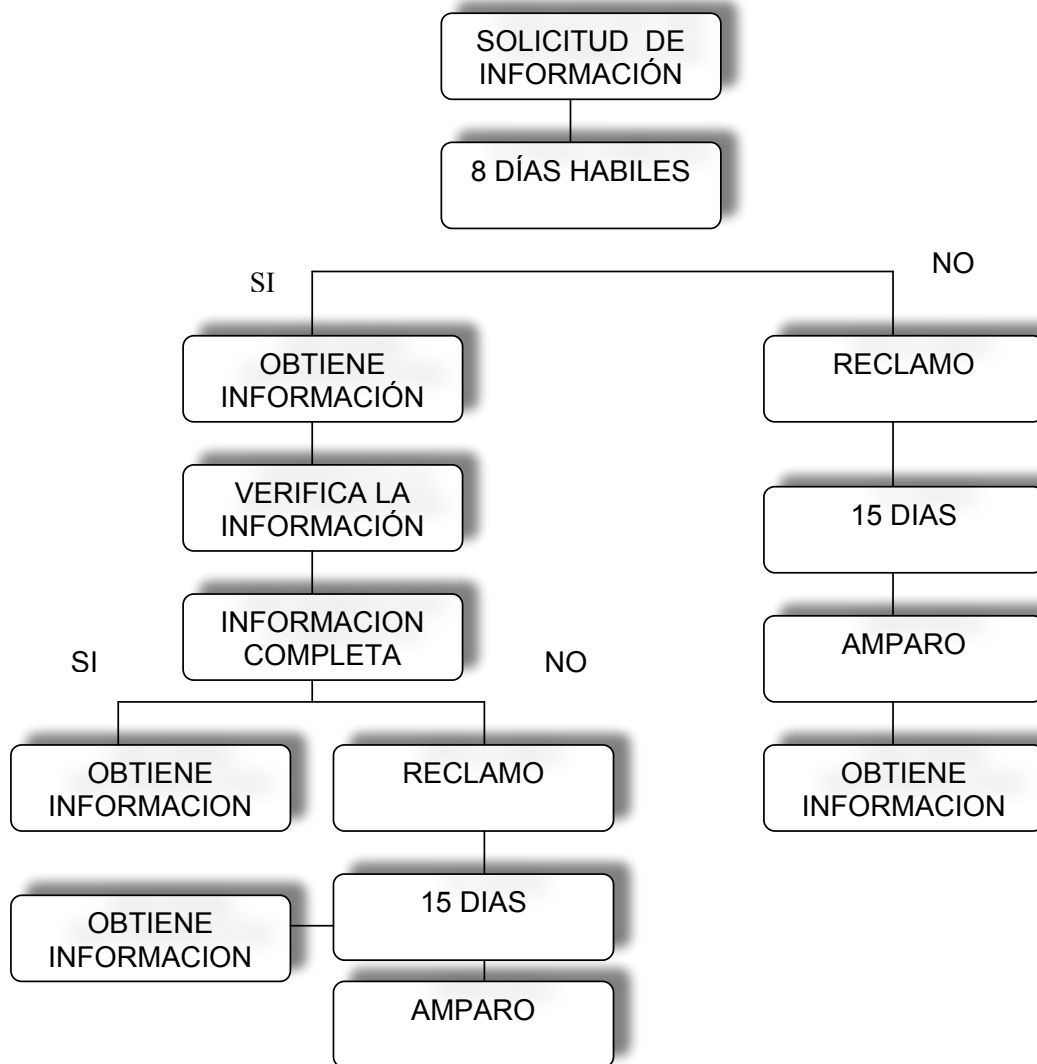 SOLICITUD DE
INFORMACIÓN
8 DÍAS HABILES
SI
NO
OBTIENE
INFORMACIÓN
RECLAMO
VERIFICA LA
INFORMACIÓN
15 DIAS
INFORMACION
COMPLETA
AMPARO
SI
NO
OBTIENE
INFORMACION
RECLAMO
OBTIENE
INFORMACION
15 DIAS
OBTIENE
INFORMACION
AMPARO